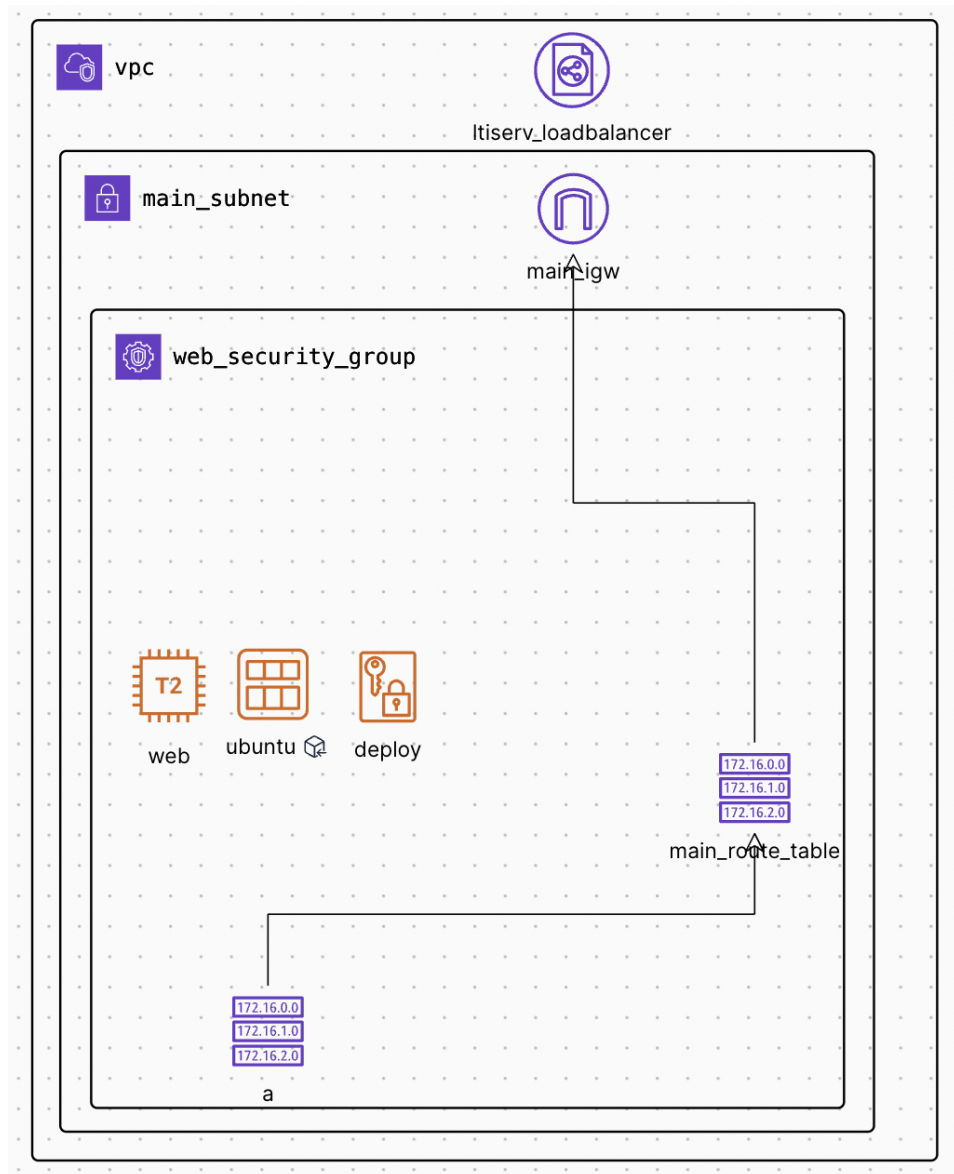 vpc
ltiserv_loadbalancer
main_subnet
main_igw
web_security_group
T2
web
ubuntu
deploy
172.16.0.0
172.16.1.0
172.16.2.0
main_route_table
172.16.0.0
172.16.1.0
172.16.2.0
a